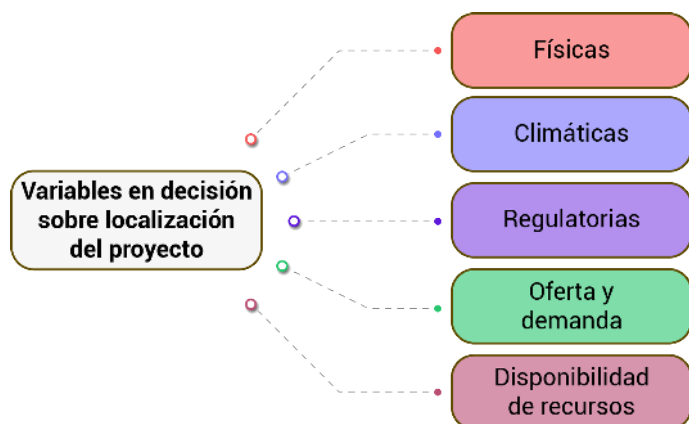 Variables en decisión
sobre localización
del proyecto
Físicas
Climáticas
Regulatorias
Oferta y
demanda
Disponibilidad
de recursos